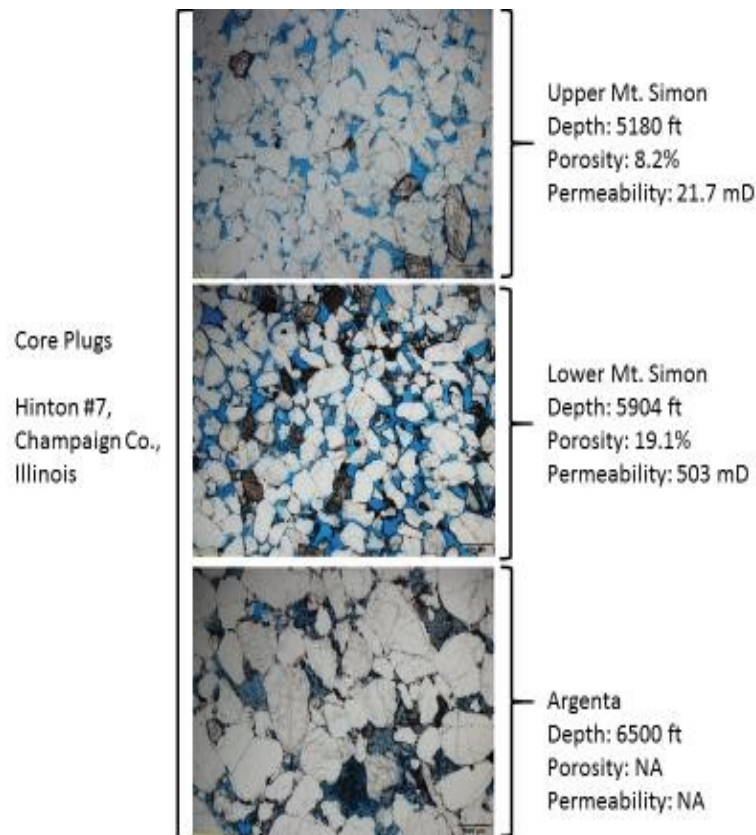 Core Plugs
Hinton #7,
Champaign Co.,
Illinois
Upper Mt. Simon
Depth: 5180 ft
Porosity: 8.2%
Permeability: 21.7 mD
Lower Mt. Simon
Depth: 5904 ft
Porosity: 19.1%
Permeability: 503 mD
Argenta
Depth: 6500 ft
Porosity: NA
Permeability: NA